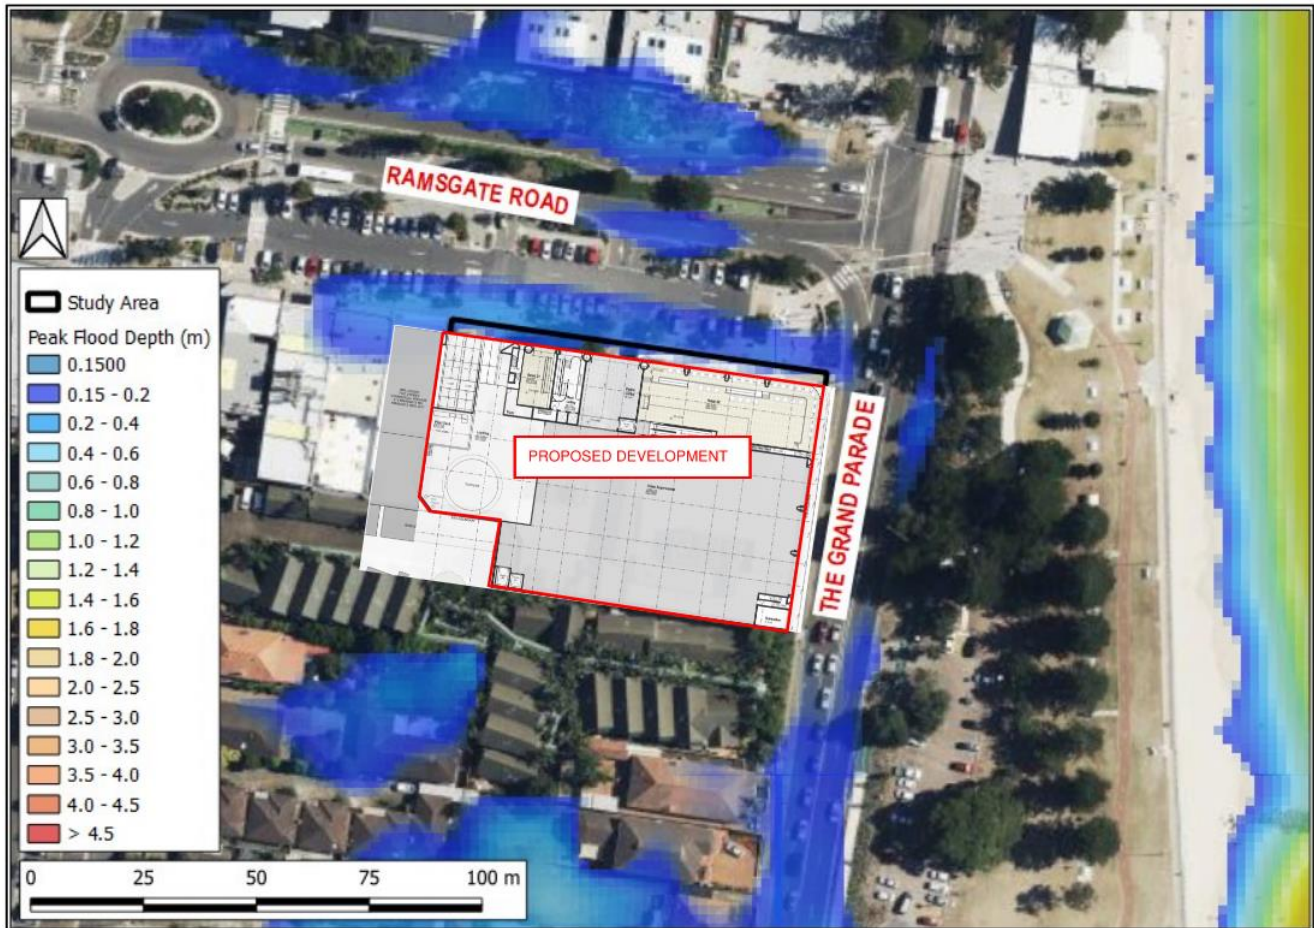 RAMSGATE ROAD
Study Area
Peak Flood Depth (m)
0.1500
0.15 - 0.2
0.2 - 0.4
0.4 - 0.6
0.6 - 0.8
0.8 - 1.0
1.0 - 1.2
1.2 - 1.4
1.4 - 1.6
1.6 - 1.8
1.8 - 2.0
2.0 - 2.5
2.5 - 3.0
3.0 - 3.5
3.5 - 4.0
4.0 - 4.5
> 4.5
PROPOSED DEVELOPMENT
THE GRAND PARADE
0 25 50 75 100 m